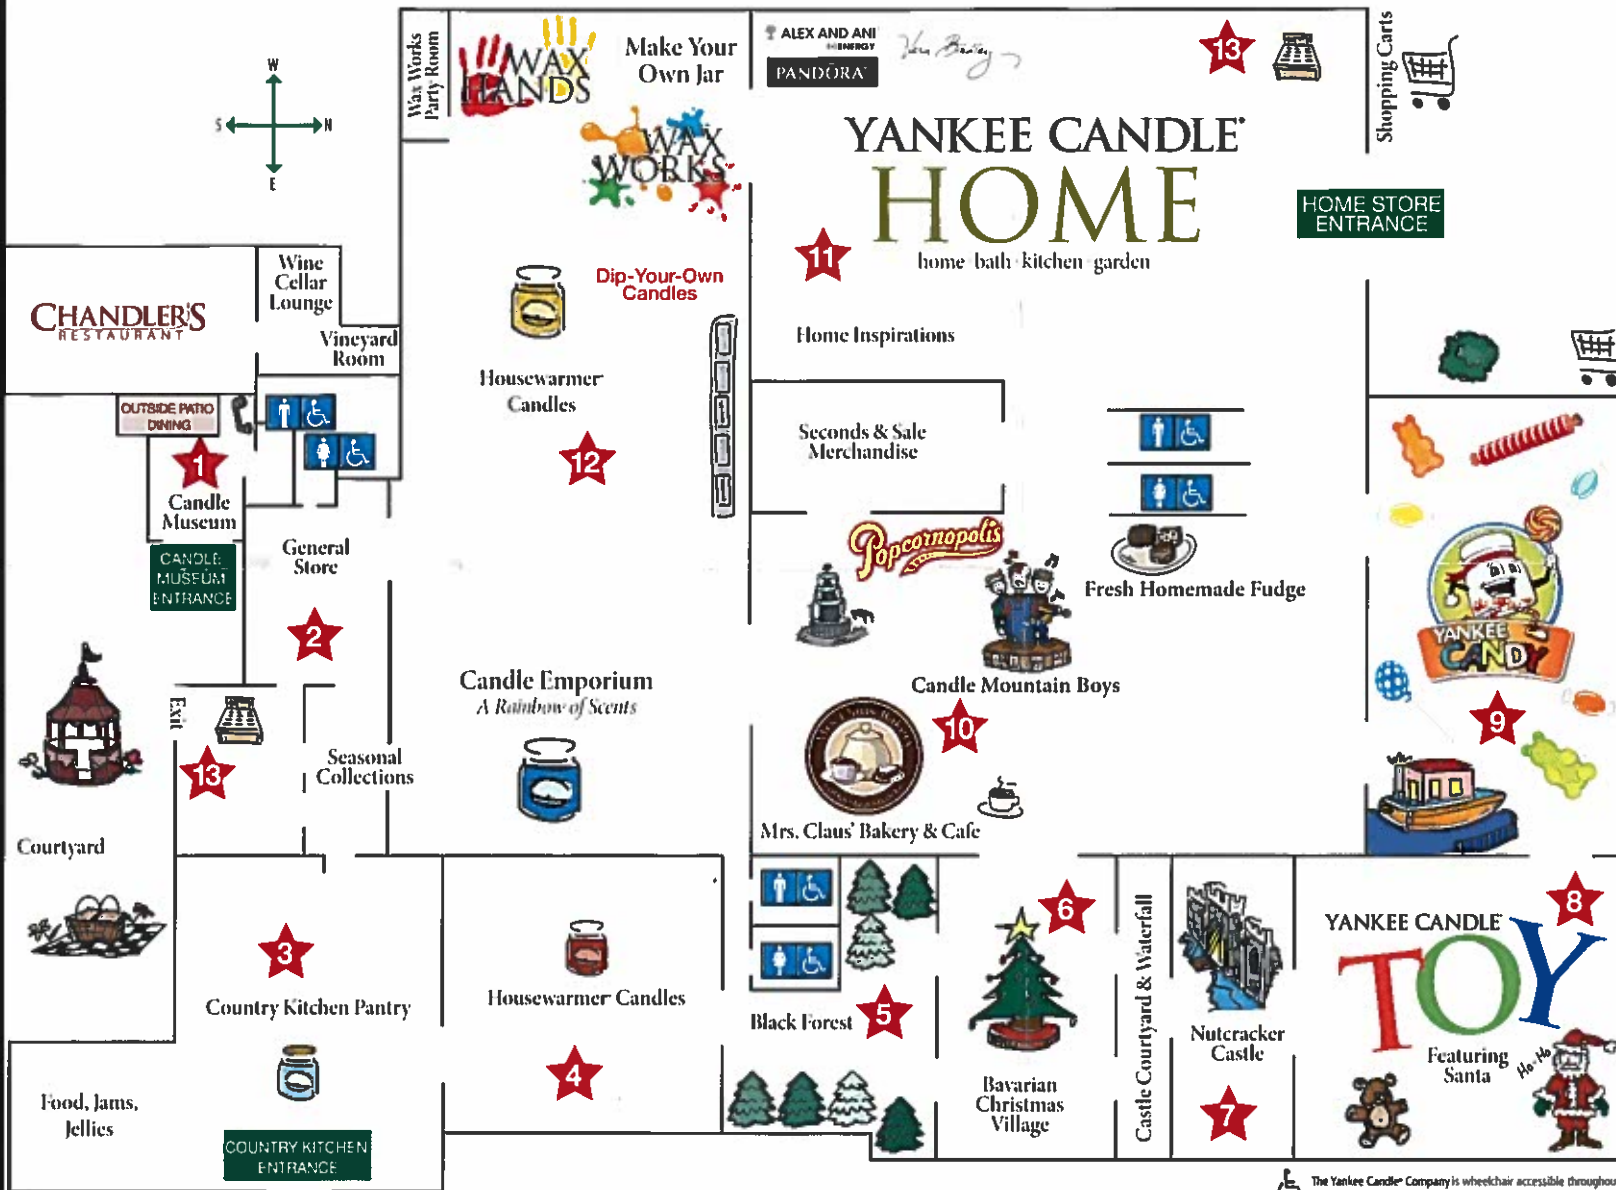 W
S N
E
Wax Works
Party Room
WAX
HANDS
Make Your
Own Jar
WAX
WORKS
ALEX AND ANI
PANDORA
13
Shopping Carts
YANKEE CANDLE
HOME
home bath kitchen garden
HOME STORE
ENTRANCE
11
Home Inspirations
Dip-Your-Own
Candles
Housewarmer
Candles
12
CHANDLER'S
RESTAURANT
Wine
Cellar
Lounge
Vineyard
Room
OUTSIDE PATIO
DINING
1
Candle
Museum
CANDLE
MUSEUM
ENTRANCE
General
Store
2
Seconds & Sale
Merchandise
Popcornopolis
Fresh Homemade Fudge
Candle Mountain Boys
10
Mrs. Claus' Bakery & Cafe
YANKEE
CANDY
9
Candle Emporium
A Rainbow of Scents
Exit
13
Seasonal
Collections
Courtyard
3
Country Kitchen Pantry
Food, Jams,
Jellies
COUNTRY KITCHEN
ENTRANCE
Housewarmer Candles
4
Black Forest
5
6
Bavarian
Christmas
Village
Castle Courtyard & Waterfall
Nutcracker
Castle
7
8
YANKEE CANDLE
TOY
Featuring
Santa
Ho-Ho
The Yankee Candle Company is wheelchair accessible throughou